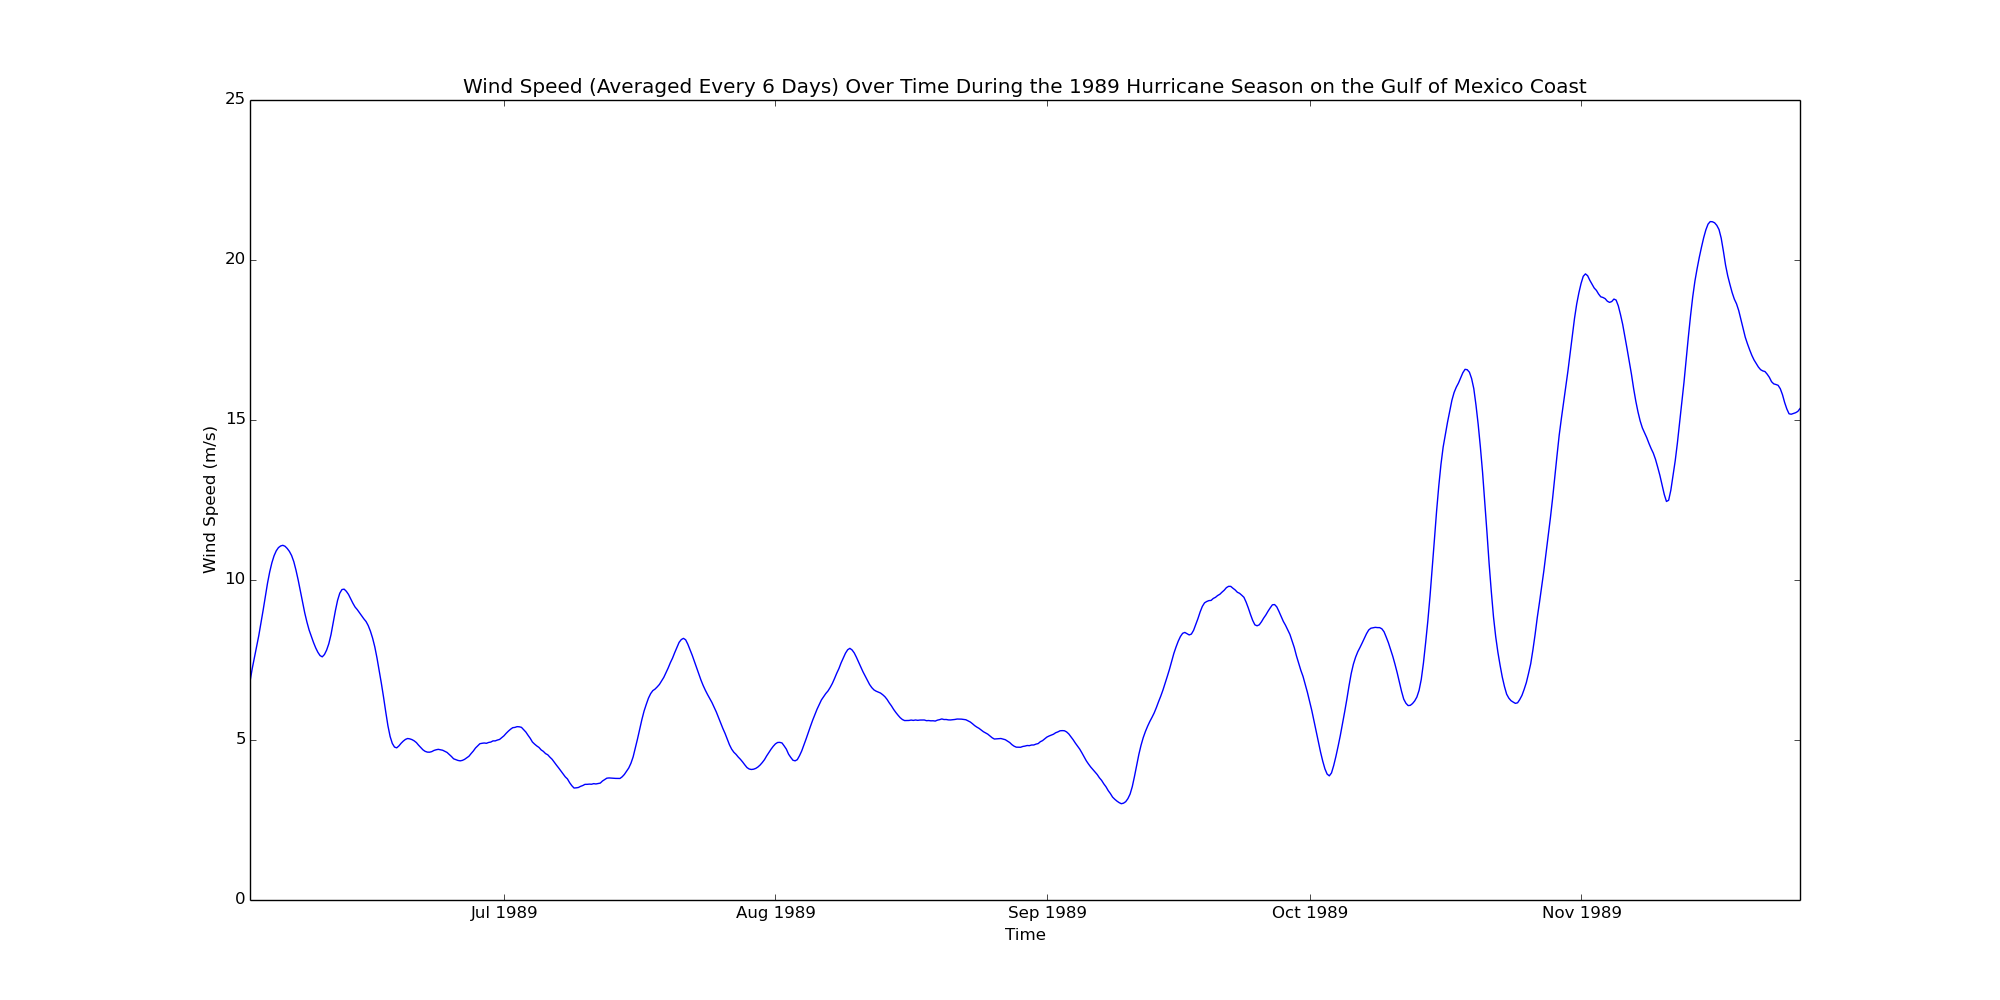 Wind Speed (Averaged Every 6 Days) Over Time During the 1989 Hurricane Season on the Gulf of Mexico Coast
25
20
15
10
5
0
Wind Speed (m/s)
Jul 1989 Aug 1989 Sep 1989 Oct 1989 Nov 1989
Time